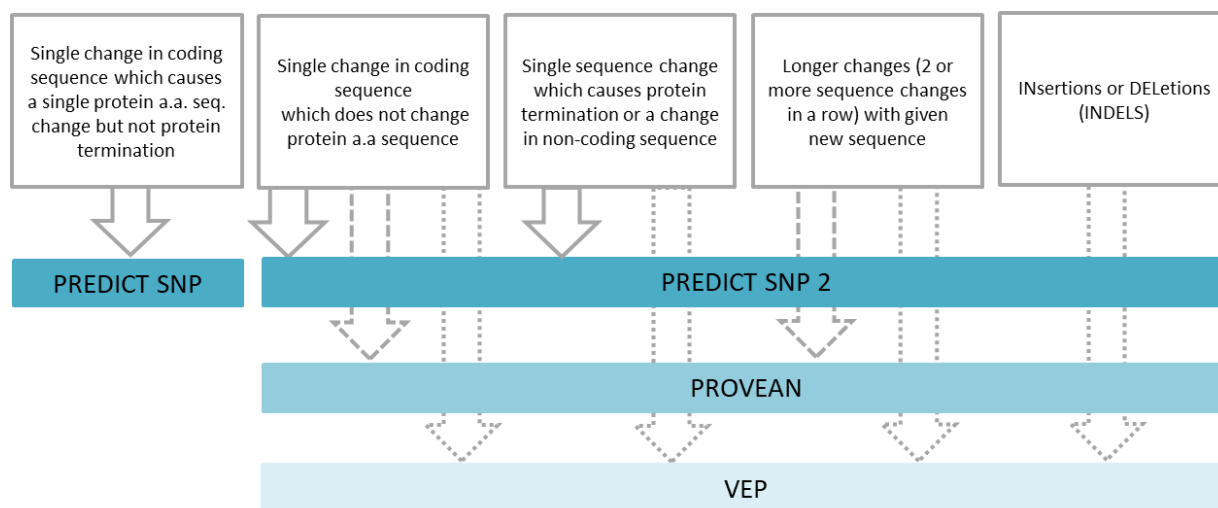 Single change in coding
sequence which causes
a single protein a.a. seq.
change but not protein
termination
Single change in coding
sequence
which does not change
protein a.a sequence
Single sequence change
which causes protein
termination or a change
in non-coding sequence
Longer changes (2 or
more sequence changes
in a row) with given
new sequence
INsertions or DELetions
(INDELS)
PREDICT SNP
PREDICT SNP 2
PROVEAN
VEP